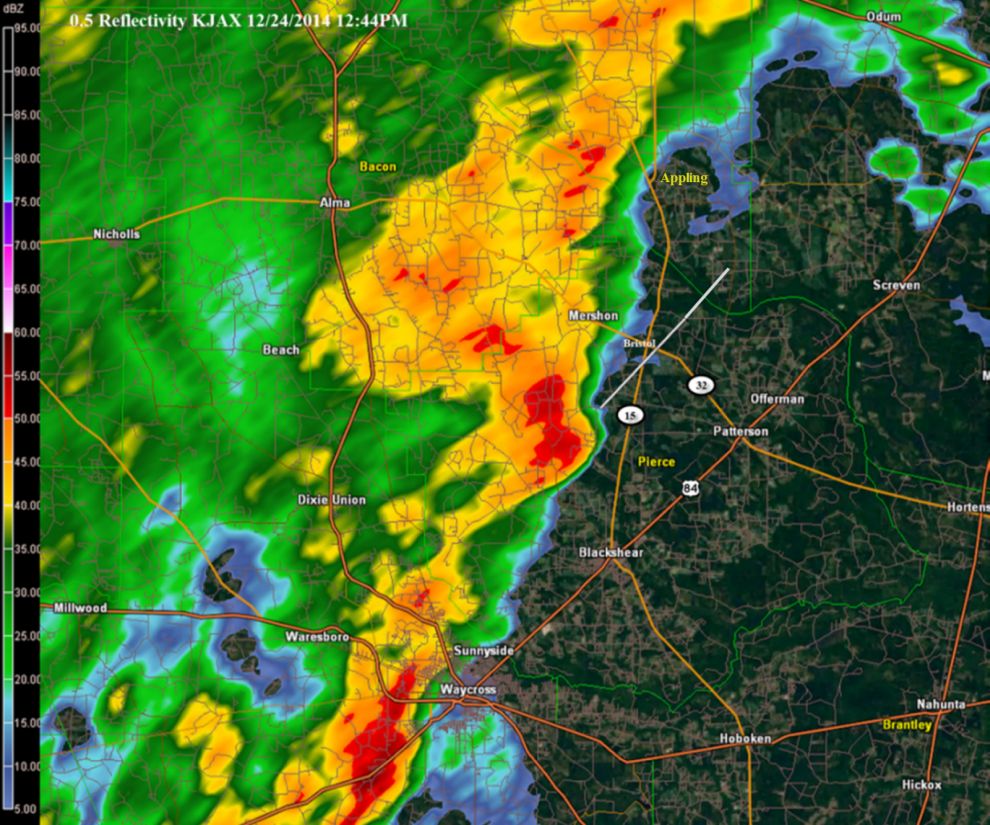 dBZ
0.5 Reflectivity KJAX 12/24/2014 12:44PM
Odum
95.00
90.00
85.00
80.00
75.00
70.00
65.00
60.00
55.00
50.00
45.00
40.00
35.00
30.00
25.00
20.00
15.00
10.00
5.00
Bacon
Appling
Alma
Nicholls
Screven
Mershon
Bristol
Beach
M
32
Offerman
15
Patterson
Pierce
84
Dixie Union
Hortens
Blackshear
Millwood
Waresboro
Sunnyside
Waycross
Nahunta
Brantley
Hoboken
Hickox